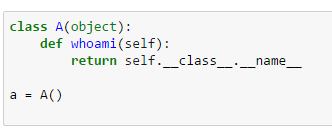 class A(object):
    def whoami(self):
        return self.__class__.__name__
a = A()